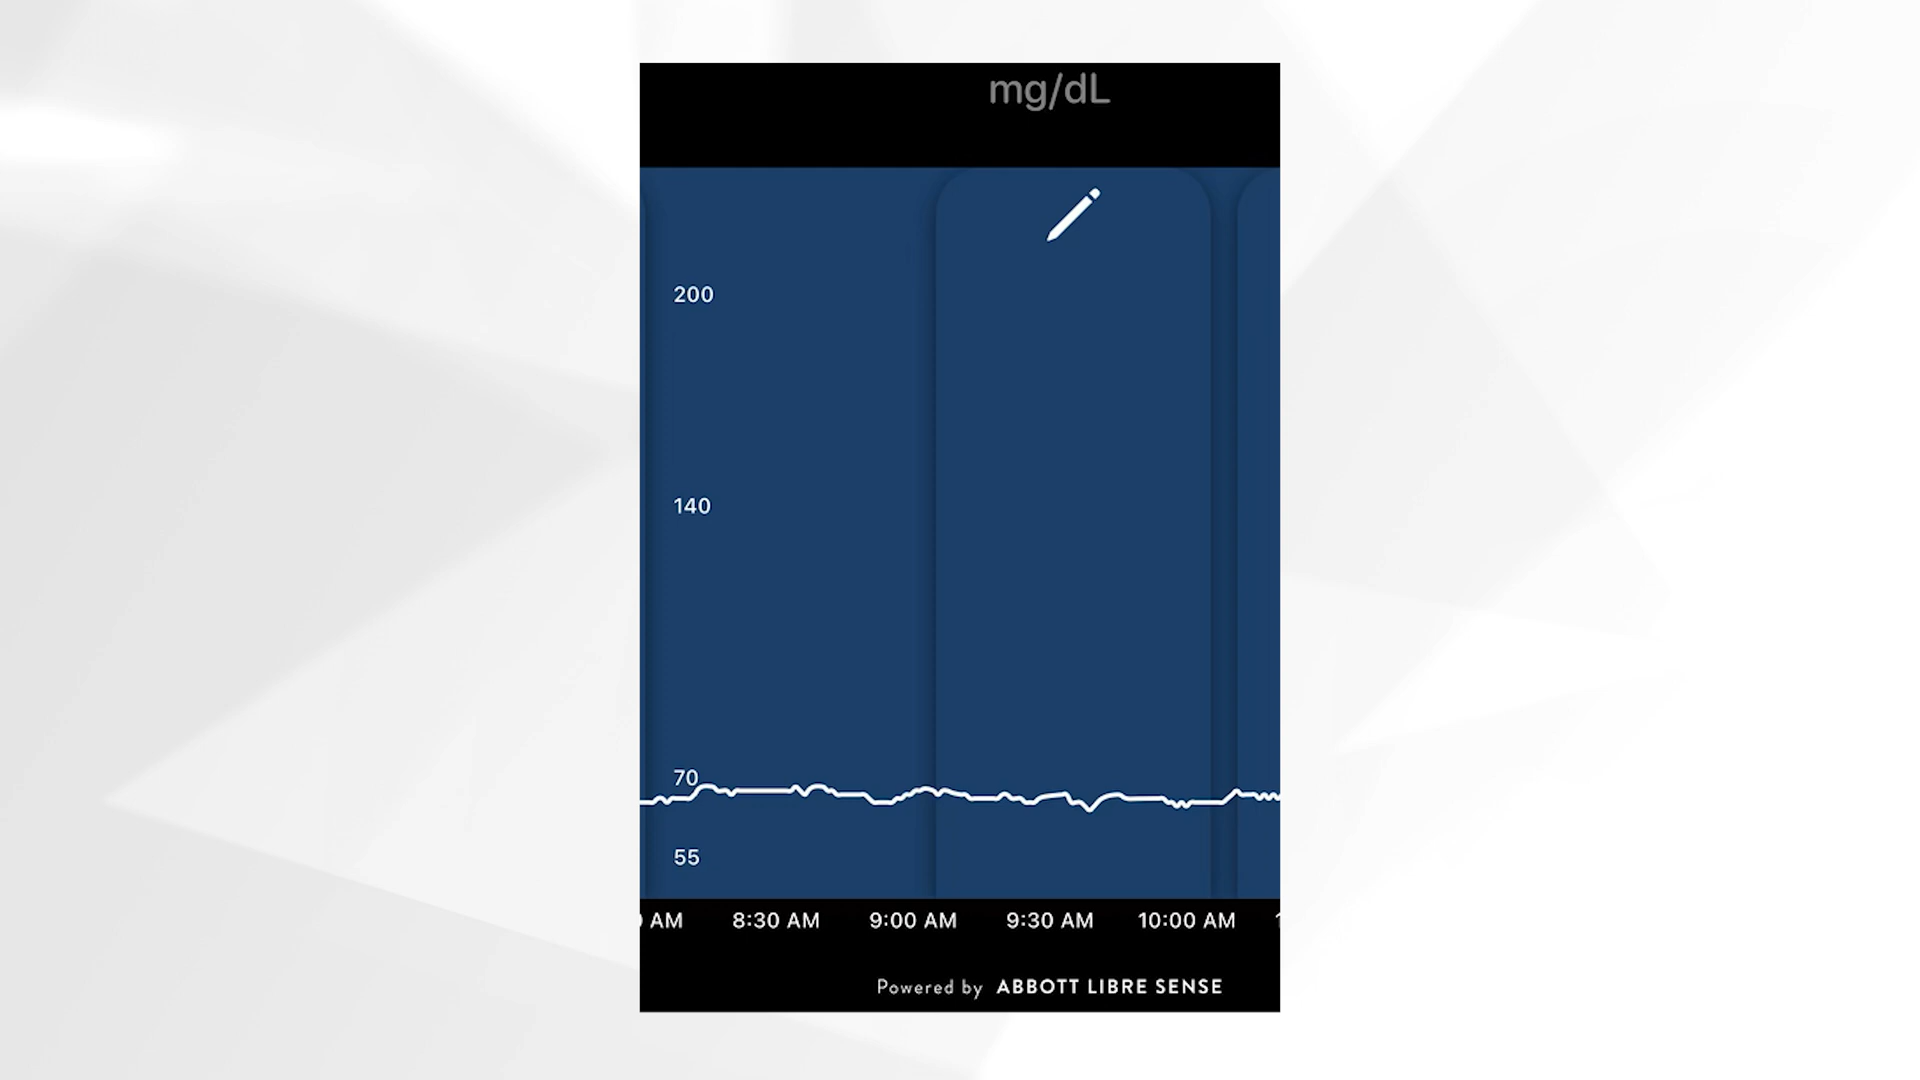 mg/dL
200
140
70
55
AM 8:30 AM 9:00 AM 9:30 AM 10:00 AM
Powered by ABBOTT LIBRE SENSE